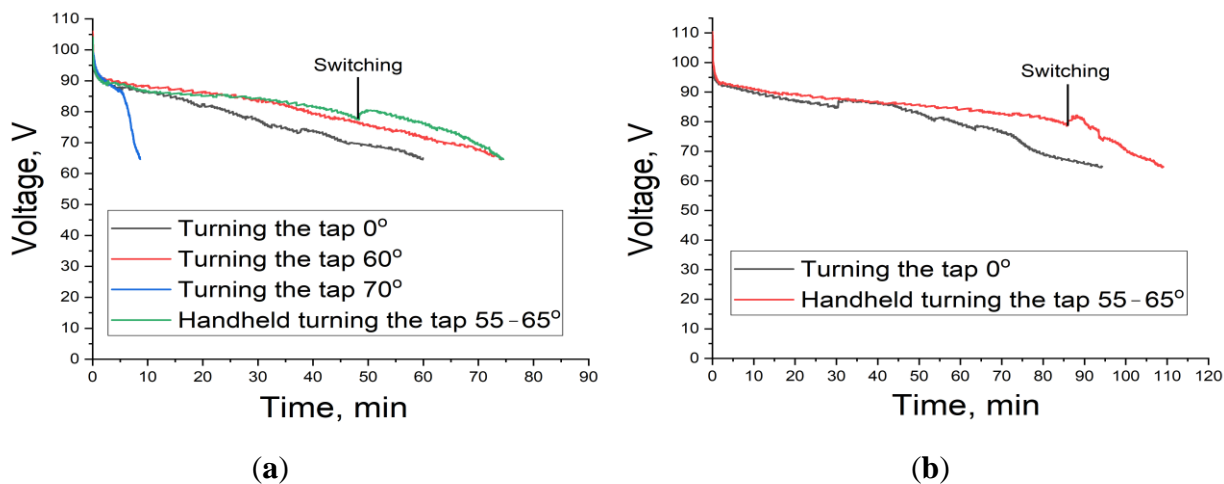 110
100
90
80
70
60
50
40
30
20
10
0
Voltage, V
Switching
Turning the tap 0°
Turning the tap 60°
Turning the tap 70°
Handheld turning the tap 55–65°
0 10 20 30 40 50 60 70 80 90
Time, min
(a)
110
100
90
80
70
60
50
40
30
20
10
0
Voltage, V
Switching
Turning the tap 0°
Handheld turning the tap 55–65°
0 10 20 30 40 50 60 70 80 90 100 110 120
Time, min
(b)